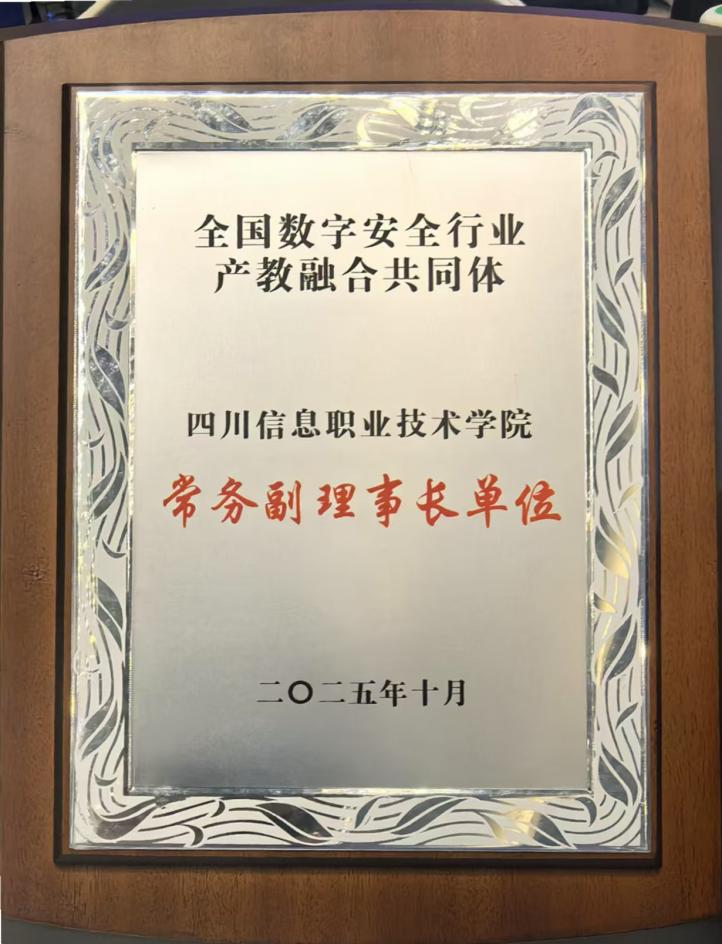 全国数字安全行业
产教融合共同体
四川信息职业技术学院
常务副理事长单位
二〇二五年十月